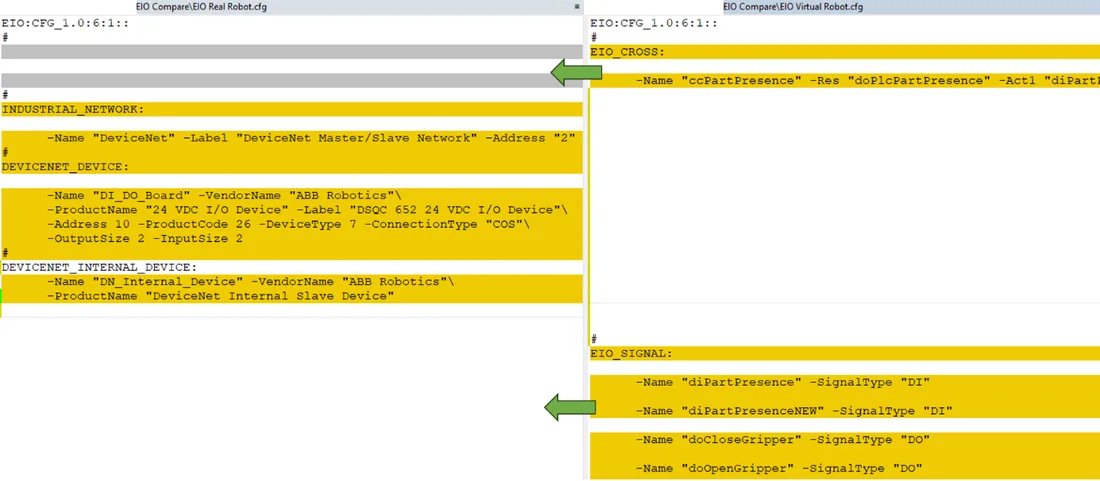 EIO Compare\EIO Real Robot.cfg
EIO:CFG_1.0:6:1::
#
#
INDUSTRIAL_NETWORK:
-Name "DeviceNet" -Label "DeviceNet Master/Slave Network" -Address "2"
#
DEVICENET_DEVICE:
-Name "DI_DO_Board" -VendorName "ABB Robotics"\
-ProductName "24 VDC I/O Device" -Label "DSQC 652 24 VDC I/O Device"\
-Address 10 -ProductCode 26 -DeviceType 7 -ConnectionType "COS"\
-OutputSize 2 -InputSize 2
#
DEVICENET_INTERNAL_DEVICE:
-Name "DN_Internal_Device" -VendorName "ABB Robotics"\
-ProductName "DeviceNet Internal Slave Device"
EIO Compare\EIO Virtual Robot.cfg
EIO:CFG_1.0:6:1::
#
EIO_CROSS:
-Name "ccPartPresence" -Res "doPlcPartPresence" -Act1 "diPartP
#
EIO_SIGNAL:
-Name "diPartPresence" -SignalType "DI"
-Name "diPartPresenceNEW" -SignalType "DI"
-Name "doCloseGripper" -SignalType "DO"
-Name "doOpenGripper" -SignalType "DO"